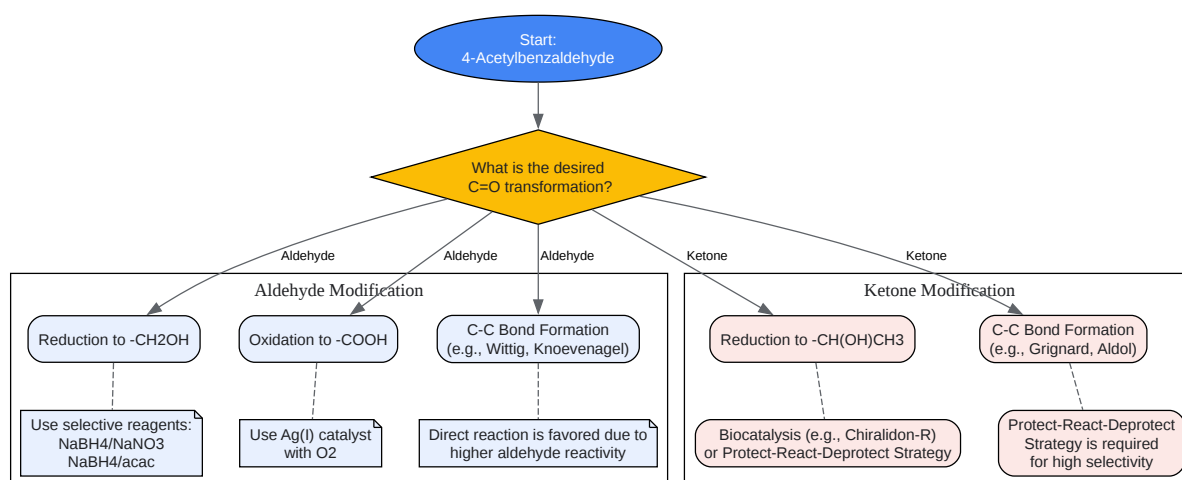 Start:
4-Acetylbenzaldehyde
What is the desired
C=O transformation?
Aldehyde
Aldehyde
Aldehyde
Ketone
Ketone
Aldehyde Modification
Ketone Modification
Reduction to -CH2OH
Oxidation to -COOH
C-C Bond Formation
(e.g., Wittig, Knoevenagel)
Reduction to -CH(OH)CH3
C-C Bond Formation
(e.g., Grignard, Aldol)
Use selective reagents:
NaBH4/NaNO3
NaBH4/acac
Use Ag(I) catalyst
with O2
Direct reaction is favored due to
higher aldehyde reactivity
Biocatalysis (e.g., Chiralidon-R)
or Protect-React-Deprotect Strategy
Protect-React-Deprotect
Strategy is required
for high selectivity